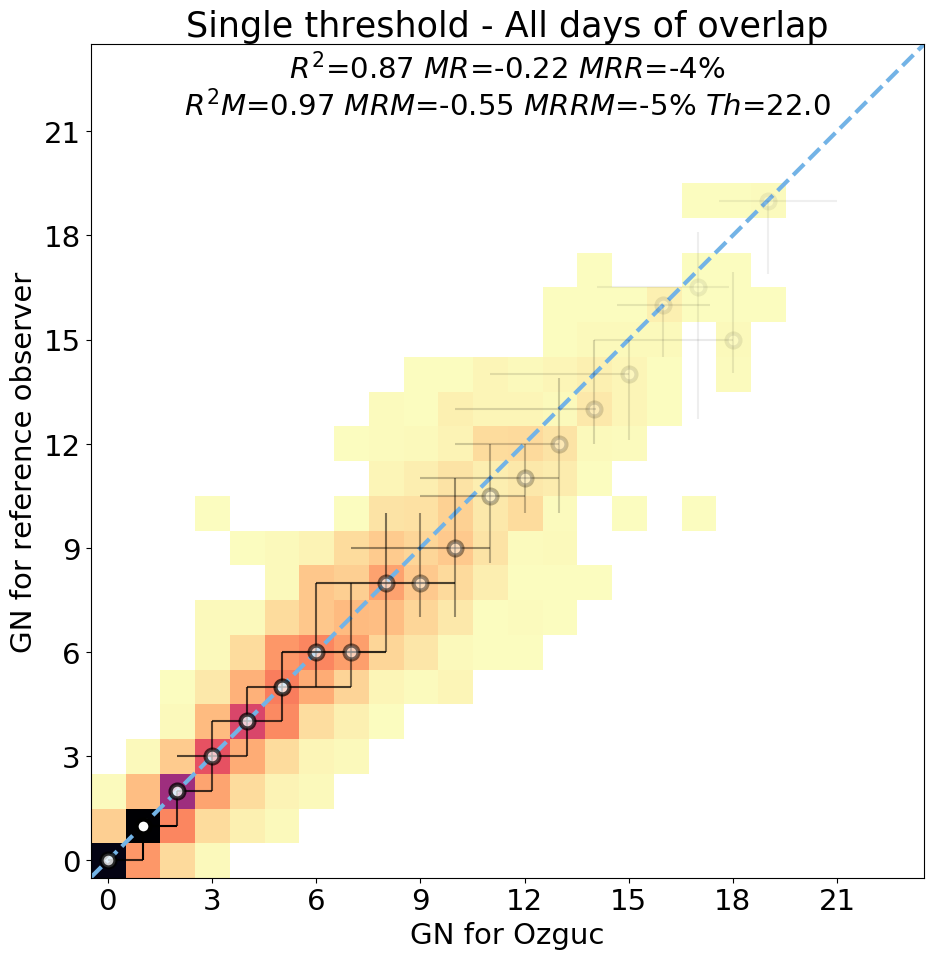 Single threshold - All days of overlap
R²=0.87 MR=-0.22 MRR=-4%
R²M=0.97 MRM=-0.55 MRRM=-5% Th=22.0
21
18
15
12
9
6
3
0
GN for reference observer
0 3 6 9 12 15 18 21
GN for Ozguc